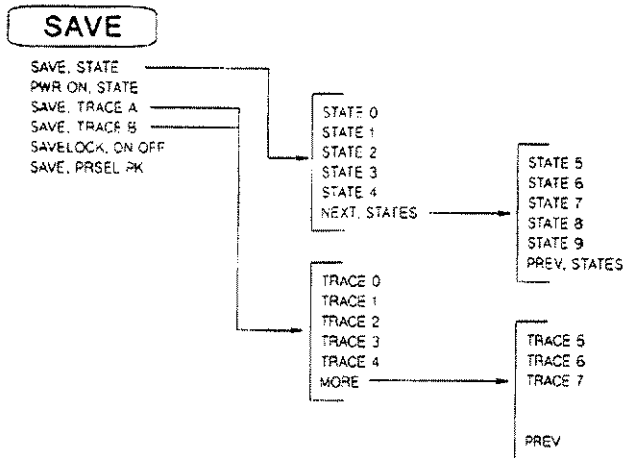 SAVE
SAVE, STATE
PWR ON, STATE
SAVE, TRACE A
SAVE, TRACE B
SAVELOCK, ON OFF
SAVE, PRSEL PK
STATE 0
STATE 1
STATE 2
STATE 3
STATE 4
NEXT, STATES
STATE 5
STATE 6
STATE 7
STATE 8
STATE 9
PREV, STATES
TRACE 0
TRACE 1
TRACE 2
TRACE 3
TRACE 4
MORE
TRACE 5
TRACE 6
TRACE 7
PREV